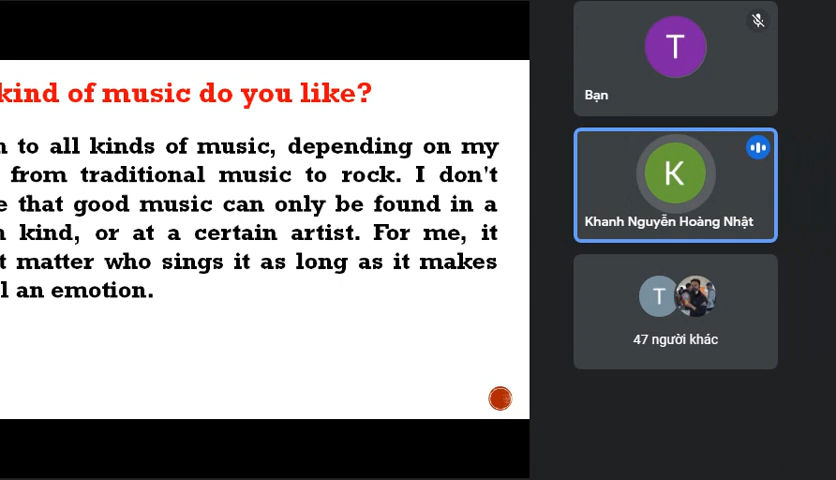 kind of music do you like?
to all kinds of music, depending on my
from traditional music to rock. I don't
that good music can only be found in a
kind, or at a certain artist. For me, it
matter who sings it as long as it makes
an emotion.
T
Bạn
K
Khanh Nguyễn Hoàng Nhật
T
47 người khác